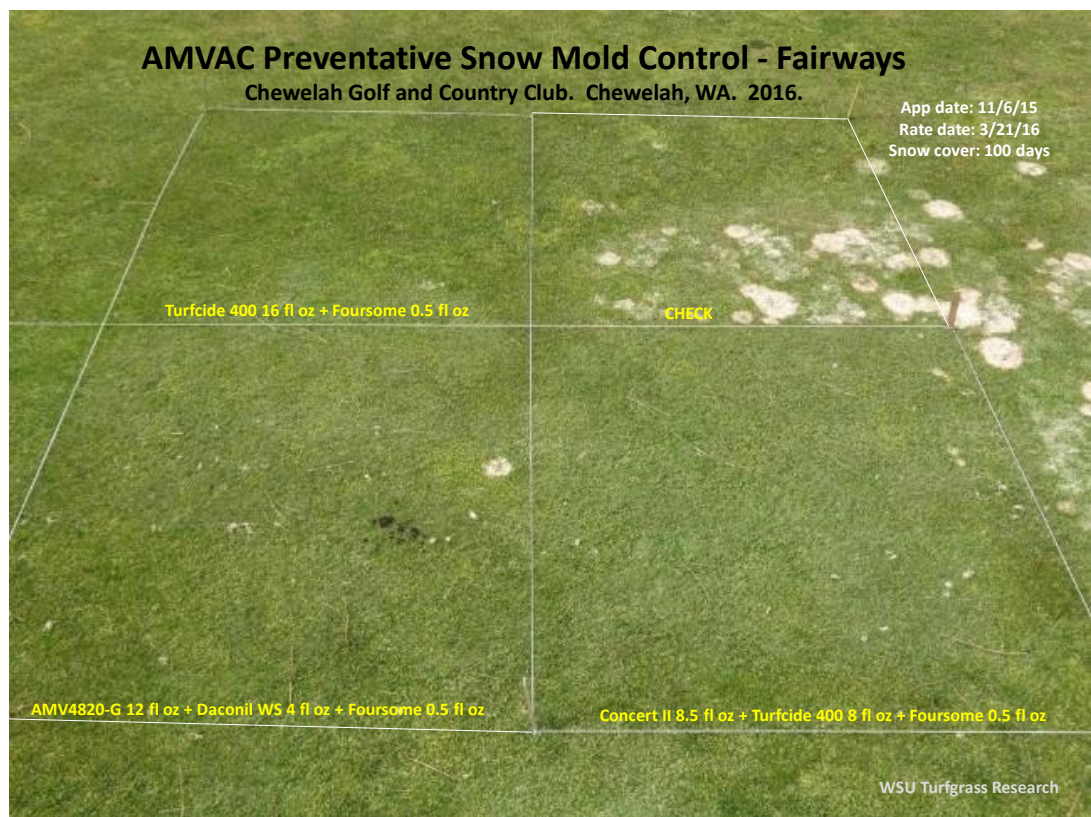 AMVAC Preventative Snow Mold Control - Fairways
Chewelah Golf and Country Club.  Chewelah, WA.  2016.
App date: 11/6/15
Rate date: 3/21/16
Snow cover: 100 days
Turfcide 400 16 fl oz + Foursome 0.5 fl oz
CHECK
AMV4820-G 12 fl oz + Daconil WS 4 fl oz + Foursome 0.5 fl oz
Concert II 8.5 fl oz + Turfcide 400 8 fl oz + Foursome 0.5 fl oz
WSU Turfgrass Research